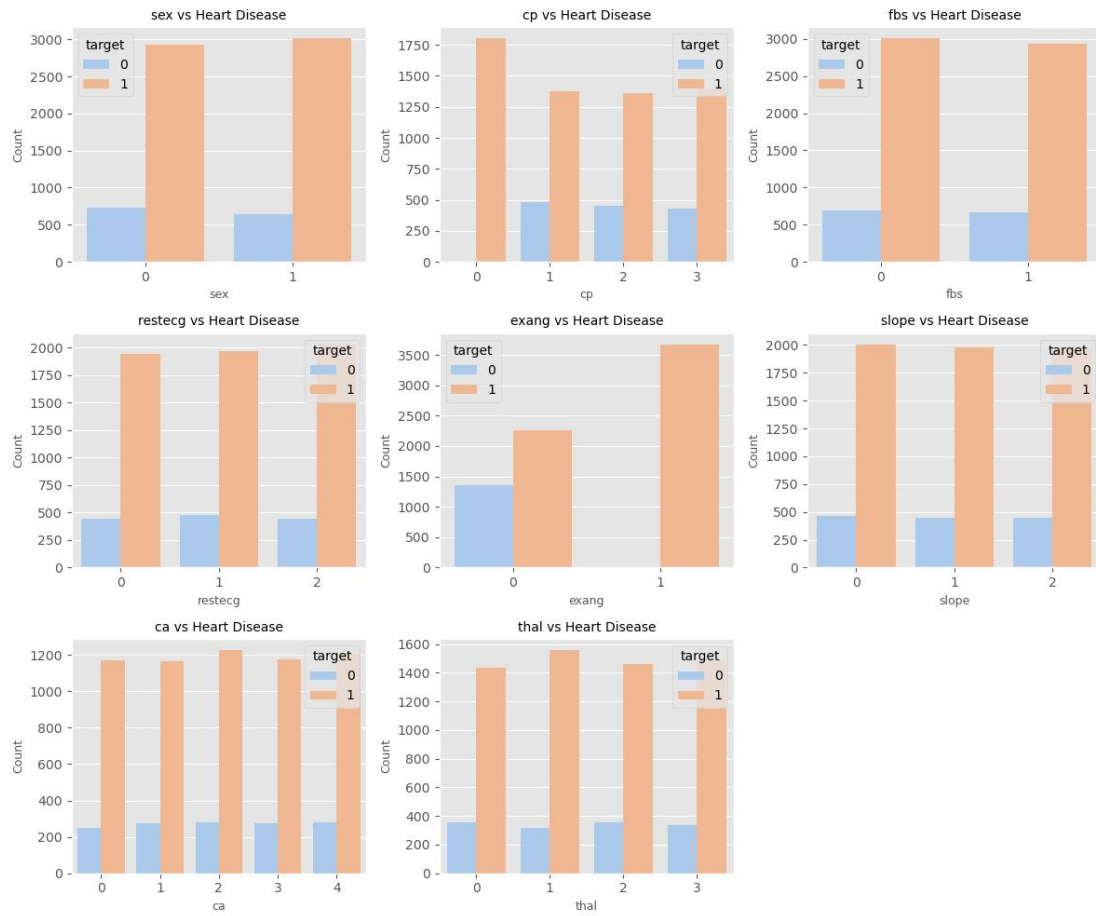 sex vs Heart Disease
target
0
1
3000
2500
2000
1500
1000
500
0
Count
0 1
sex
cp vs Heart Disease
target
0
1
1750
1500
1250
1000
750
500
250
0
Count
0 1 2 3
cp
fbs vs Heart Disease
target
0
1
3000
2500
2000
1500
1000
500
0
Count
0 1
fbs
restecg vs Heart Disease
target
0
1
2000
1750
1500
1250
1000
750
500
250
0
Count
0 1 2
restecg
exang vs Heart Disease
target
0
1
3500
3000
2500
2000
1500
1000
500
0
Count
0 1
exang
slope vs Heart Disease
target
0
1
2000
1750
1500
1250
1000
750
500
250
0
Count
0 1 2
slope
ca vs Heart Disease
target
0
1
1200
1000
800
600
400
200
0
Count
0 1 2 3 4
ca
thal vs Heart Disease
target
0
1
1600
1400
1200
1000
800
600
400
200
0
Count
0 1 2 3
thal